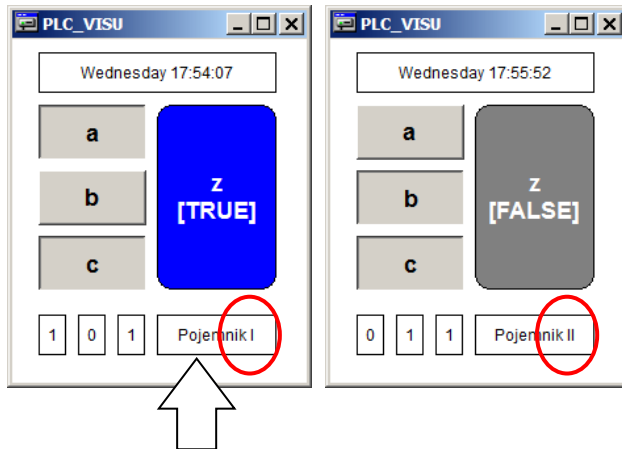 PLC_VISU
Wednesday 17:54:07
a
b
c
z
[TRUE]
1 0 1 Pojemnik I
PLC_VISU
Wednesday 17:55:52
a
b
c
z
[FALSE]
0 1 1 Pojemnik II